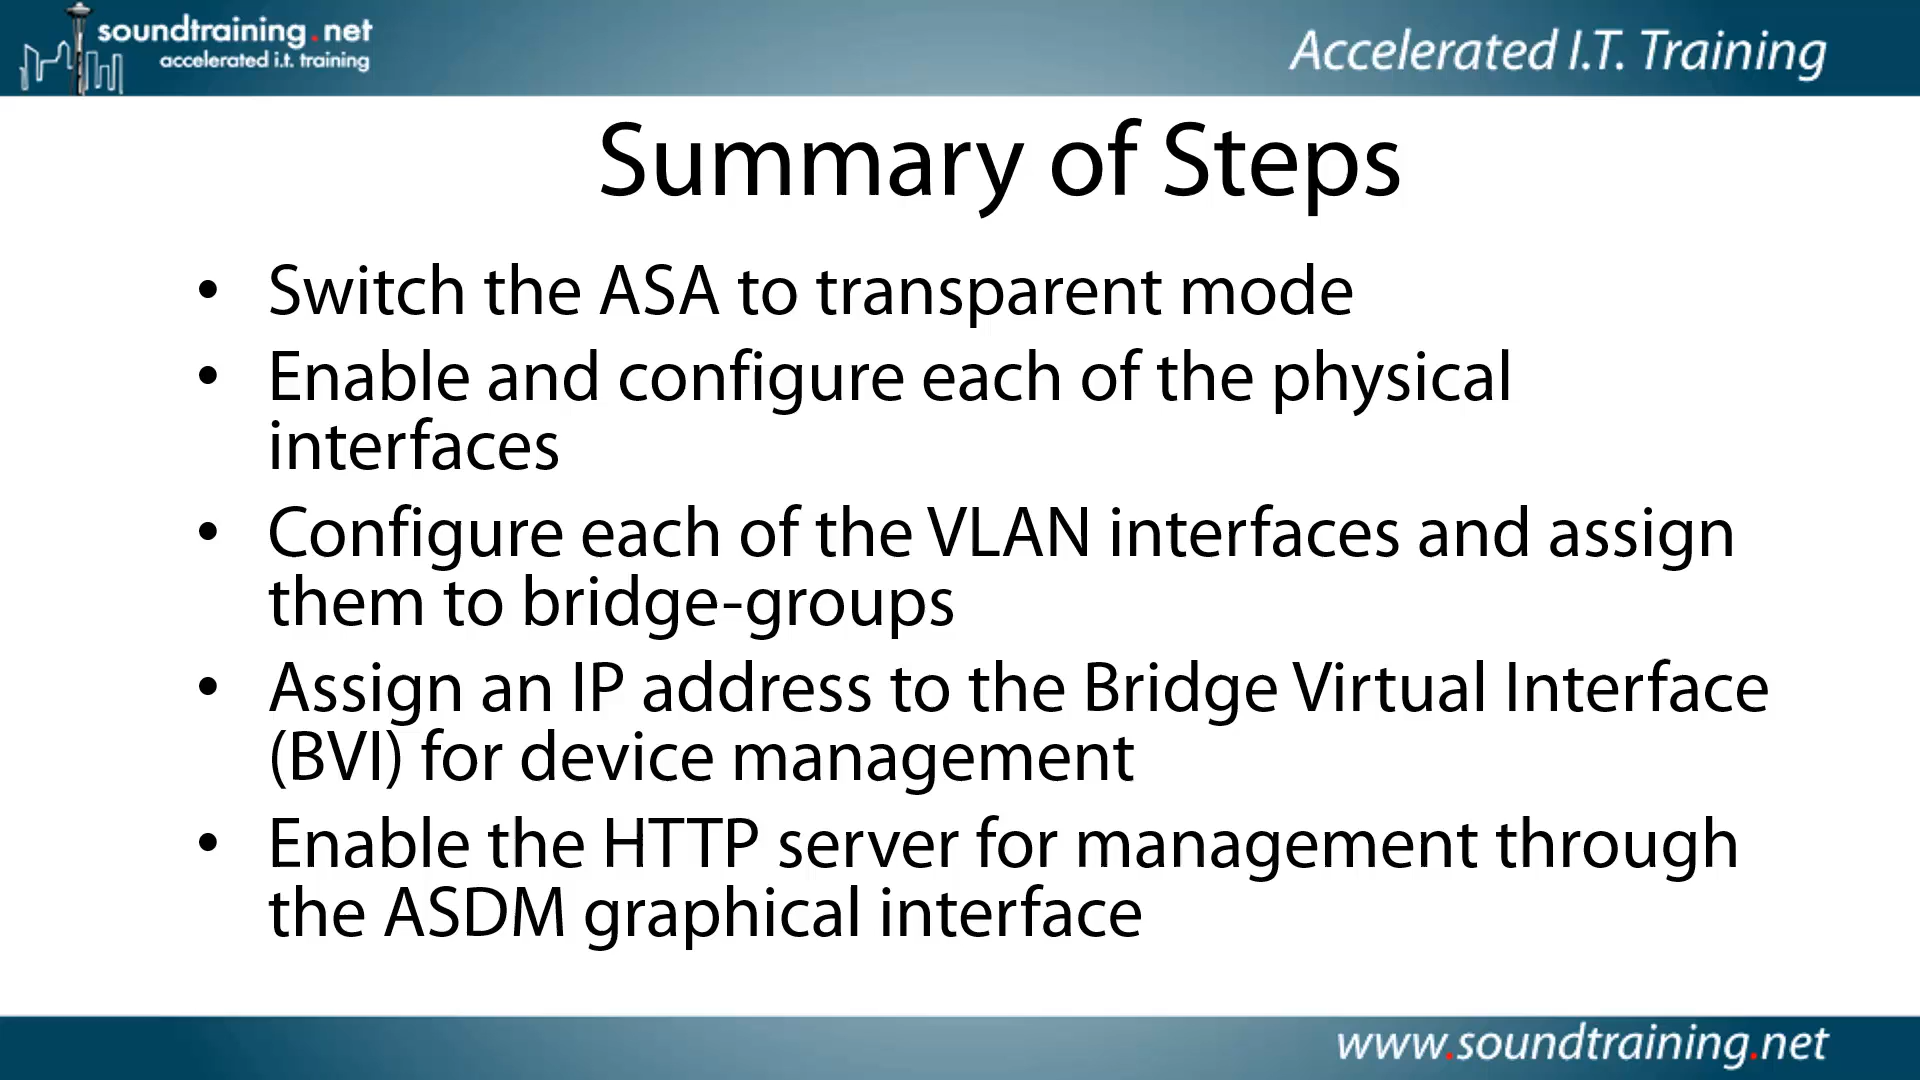 soundtraining.net
accelerated i.t. training
Accelerated I.T. Training
Summary of Steps
• Switch the ASA to transparent mode
• Enable and configure each of the physical
interfaces
• Configure each of the VLAN interfaces and assign
them to bridge-groups
• Assign an IP address to the Bridge Virtual Interface
(BVI) for device management
• Enable the HTTP server for management through
the ASDM graphical interface
www.soundtraining.net